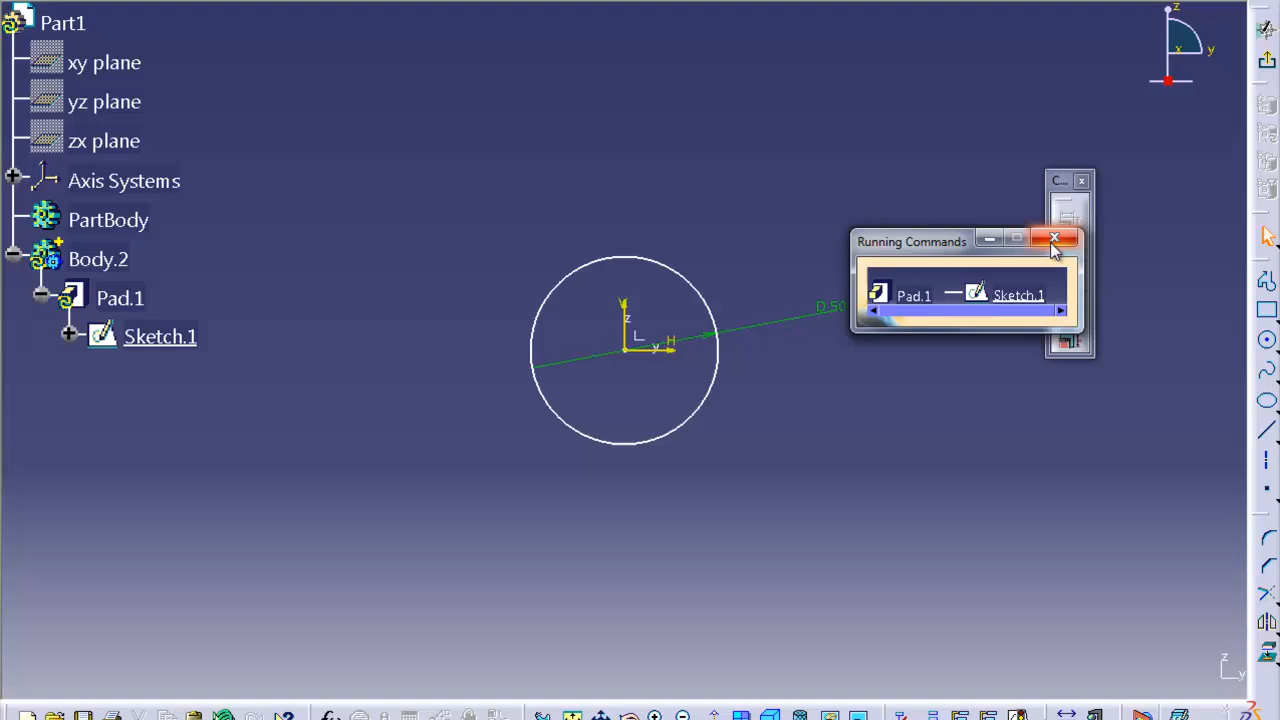 Part1
xy plane
yz plane
zx plane
Axis Systems
PartBody
Body.2
Pad.1
Sketch.1
z
x
y
C...
Running Commands
Pad.1
Sketch.1
D 50
V
z
H
y
z
y